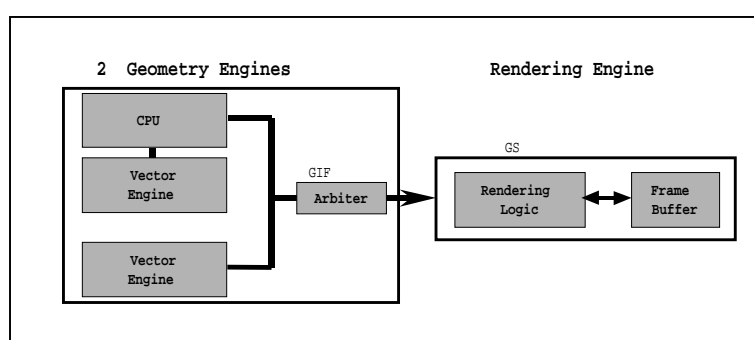 2 Geometry Engines
Rendering Engine
CPU
Vector
Engine
GIF
Arbiter
Vector
Engine
GS
Rendering
Logic
Frame
Buffer